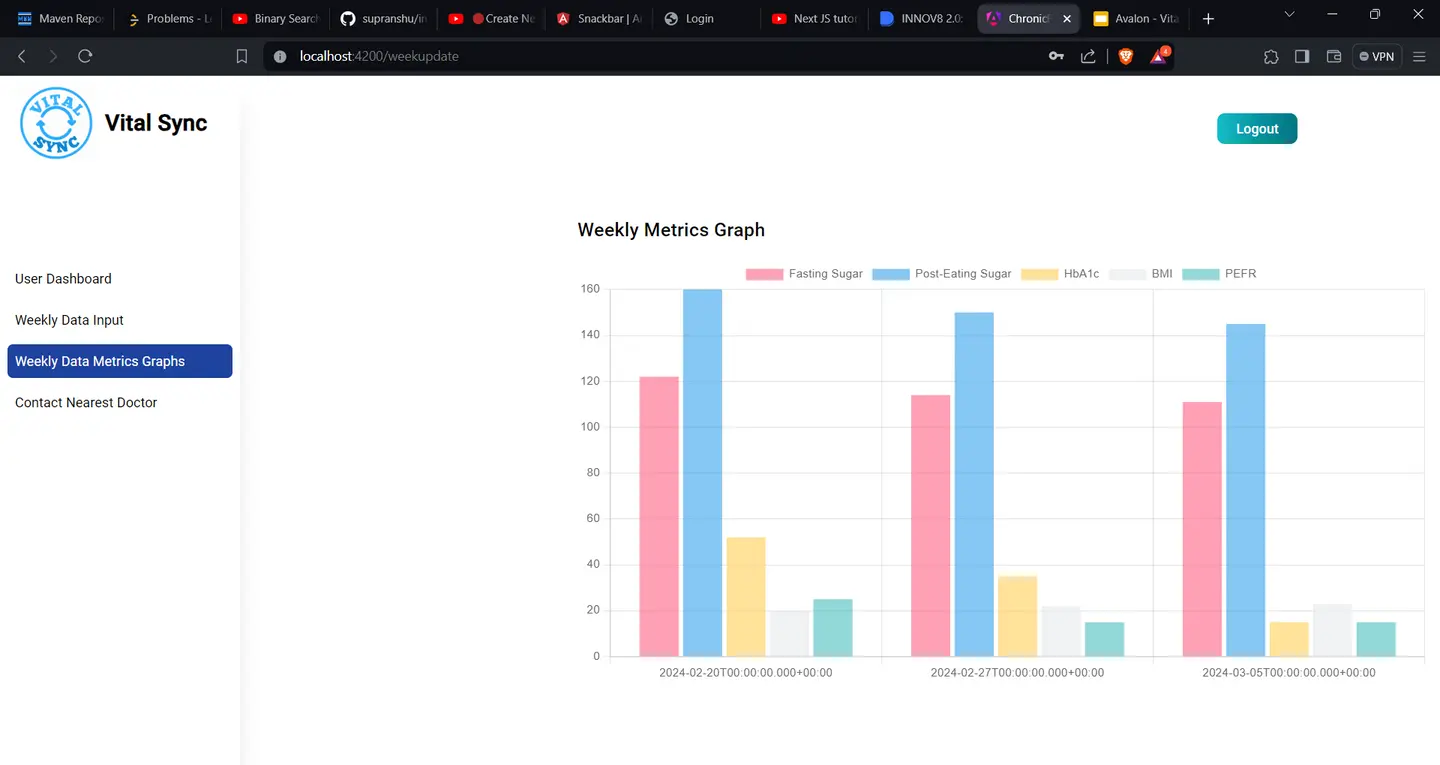 Maven Repo Problems - L Binary Search supranshu/in Create Ne Snackbar | A Login Next JS tutor INNOV8 2.0: Chronic Avalon - Vita
localhost:4200/weekupdate 4 VPN
VITAL SYNC
Vital Sync
Logout
User Dashboard
Weekly Data Input
Weekly Data Metrics Graphs
Contact Nearest Doctor
Weekly Metrics Graph
Fasting Sugar Post-Eating Sugar HbA1c BMI PEFR
160
140
120
100
80
60
40
20
0
2024-02-20T00:00:00.000+00:00 2024-02-27T00:00:00.000+00:00 2024-03-05T00:00:00.000+00:00